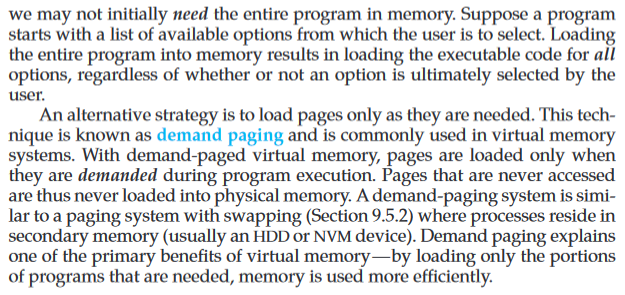 we may not initially need the entire program in memory. Suppose a program
starts with a list of available options from which the user is to select. Loading
the entire program into memory results in loading the executable code for all
options, regardless of whether or not an option is ultimately selected by the
user.
An alternative strategy is to load pages only as they are needed. This tech-
nique is known as demand paging and is commonly used in virtual memory
systems. With demand-paged virtual memory, pages are loaded only when
they are demanded during program execution. Pages that are never accessed
are thus never loaded into physical memory. A demand-paging system is simi-
lar to a paging system with swapping (Section 9.5.2) where processes reside in
secondary memory (usually an HDD or NVM device). Demand paging explains
one of the primary benefits of virtual memory—by loading only the portions
of programs that are needed, memory is used more efficiently.